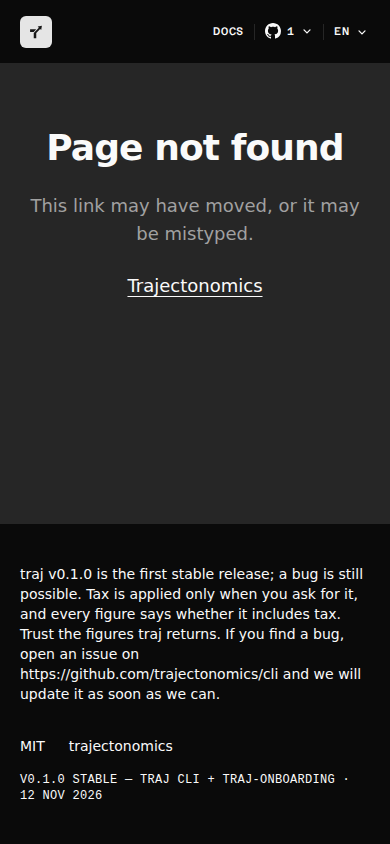 DOCS 1 EN
Page not found
This link may have moved, or it may
be mistyped.
Trajectonomics
traj v0.1.0 is the first stable release; a bug is still
possible. Tax is applied only when you ask for it,
and every figure says whether it includes tax.
Trust the figures traj returns. If you find a bug,
open an issue on
https://github.com/trajectonomics/cli and we will
update it as soon as we can.
MIT trajectonomics
V0.1.0 STABLE — TRAJ CLI + TRAJ-ONBOARDING ·
12 NOV 2026